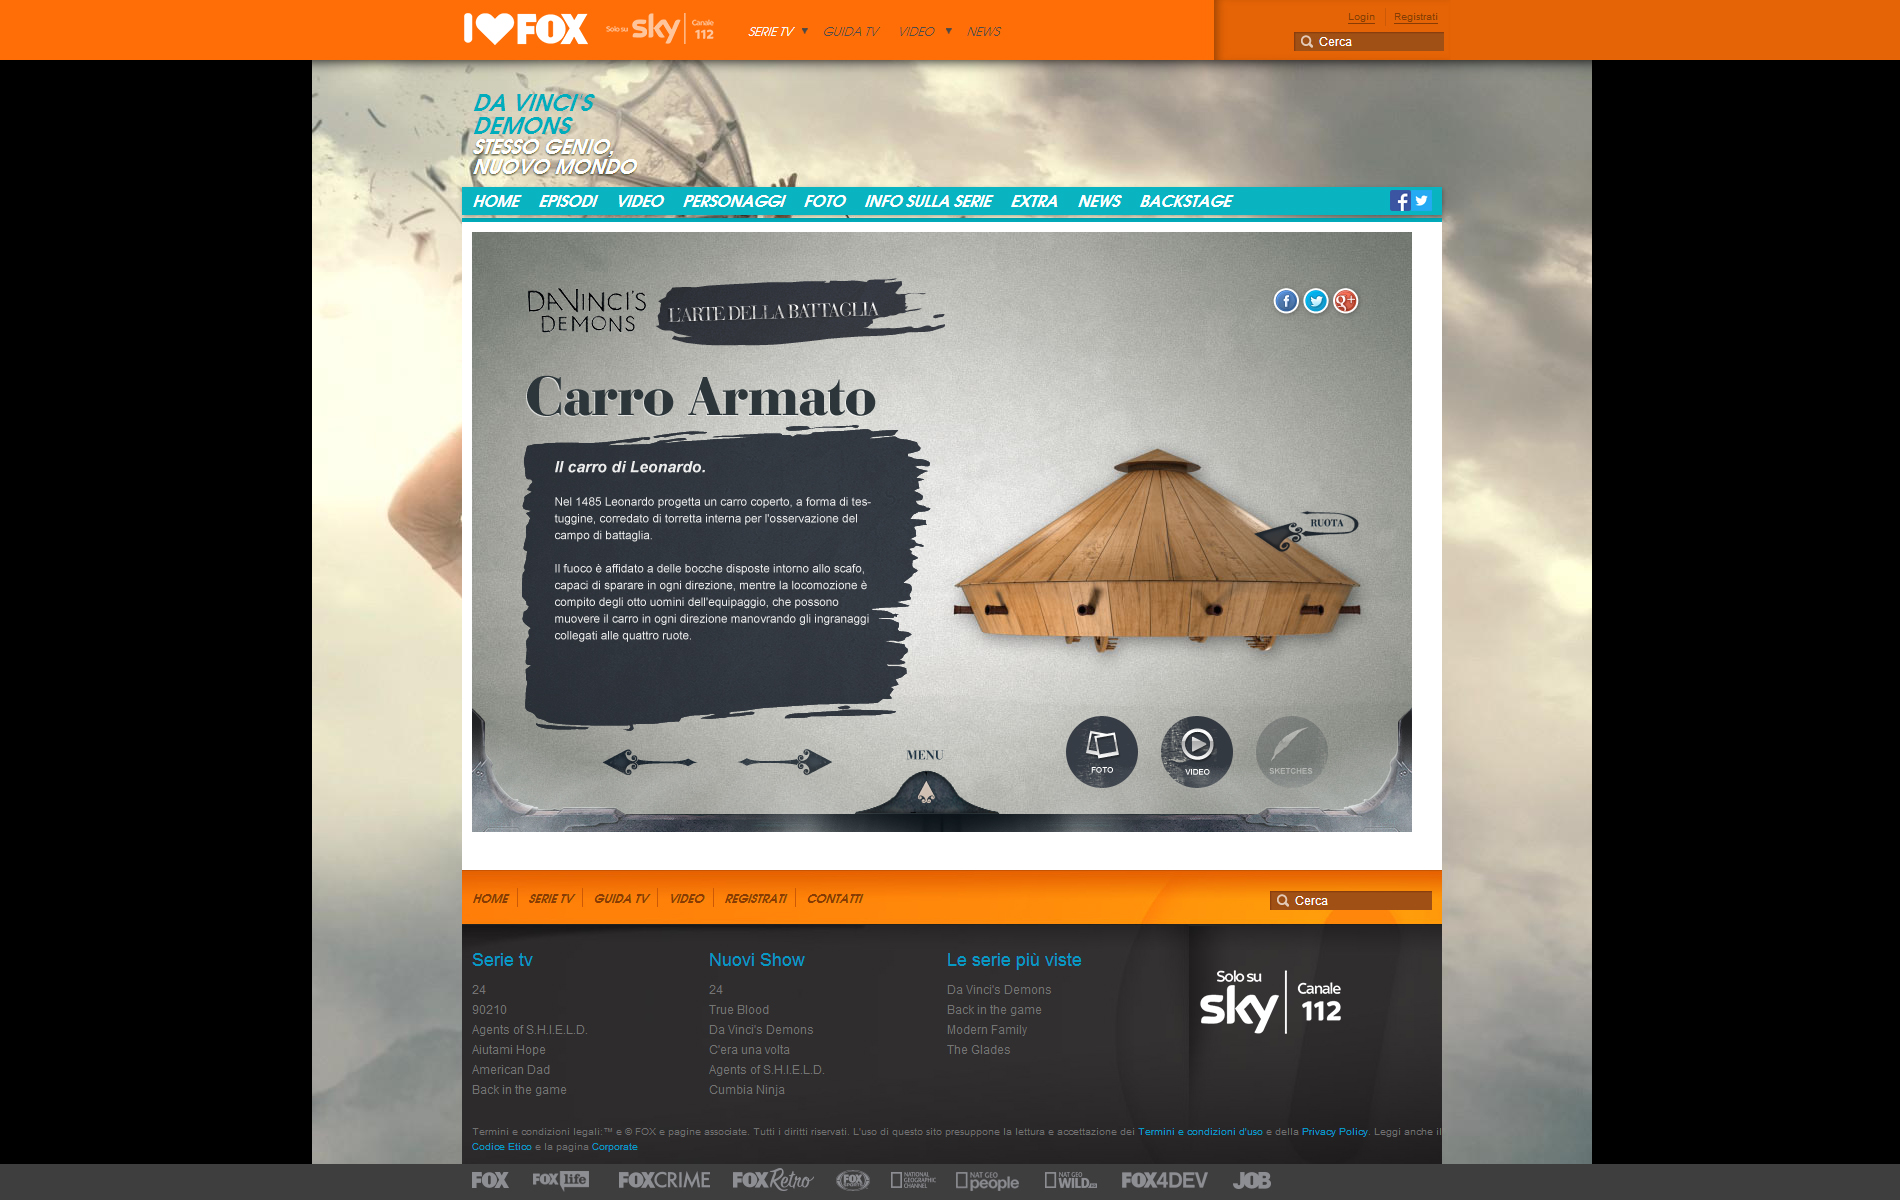 I FOX
Solo su sky Canale 112
SERIE TV GUIDA TV VIDEO NEWS
Login Registrati
Cerca
DA VINCI'S
DEMONS
STESSO GENIO,
NUOVO MONDO
HOME EPISODI VIDEO PERSONAGGI FOTO INFO SULLA SERIE EXTRA NEWS BACKSTAGE
DAVINCI'S
DEMONS
L'ARTE DELLA BATTAGLIA
Carro Armato
Il carro di Leonardo.
Nel 1485 Leonardo progetta un carro coperto, a forma di tes-
tuggine, corredato di torretta interna per l'osservazione del
campo di battaglia.
Il fuoco è affidato a delle bocche disposte intorno allo scafo,
capaci di sparare in ogni direzione, mentre la locomozione è
compito degli otto uomini dell'equipaggio, che possono
muovere il carro in ogni direzione manovrando gli ingranaggi
collegati alle quattro ruote.
RUOTA
MENU
FOTO
VIDEO
SKETCHES
HOME SERIE TV GUIDA TV VIDEO REGISTRATI CONTATTI
Cerca
Serie tv
24
90210
Agents of S.H.I.E.L.D.
Aiutami Hope
American Dad
Back in the game
Nuovi Show
24
True Blood
Da Vinci's Demons
C'era una volta
Agents of S.H.I.E.L.D.
Cumbia Ninja
Le serie più viste
Da Vinci's Demons
Back in the game
Modern Family
The Glades
Solo su
sky
Canale
112
Termini e condizioni legali:™ e © FOX e pagine associate. Tutti i diritti riservati. L'uso di questo sito presuppone la lettura e accettazione dei Termini e condizioni d'uso e della Privacy Policy. Leggi anche il
Codice Etico e la pagina Corporate
FOX FOX life FOXCRIME FOX Retro FOX SPORTS NATIONAL GEOGRAPHIC CHANNEL NAT GEO people NAT GEO WILD HD FOX4DEV JOB